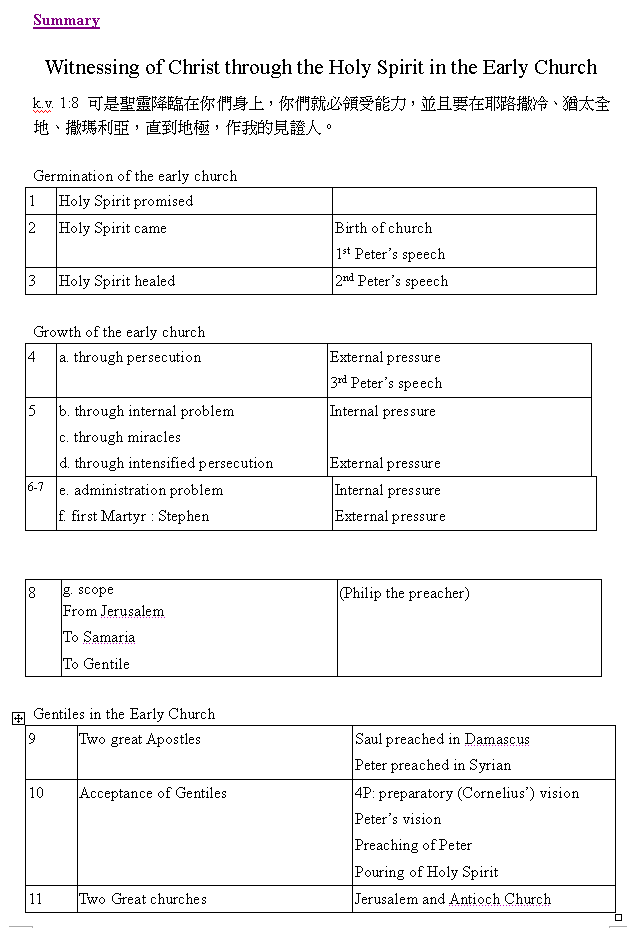 Summary
Witnessing of Christ through the Holy Spirit in the Early Church
k.v. 1:8 可是聖靈降臨在你們身上，你們就必領受能力，並且要在耶路撒冷、猶太全
地、撒瑪利亞，直到地極，作我的見證人。
Germination of the early church
1 Holy Spirit promised
2 Holy Spirit came Birth of church
1st Peter’s speech
3 Holy Spirit healed 2nd Peter’s speech
Growth of the early church
4 a. through persecution External pressure
3rd Peter’s speech
5 b. through internal problem Internal pressure
c. through miracles
d. through intensified persecution External pressure
6-7 e. administration problem Internal pressure
f. first Martyr : Stephen External pressure
8 g. scope (Philip the preacher)
From Jerusalem
To Samaria
To Gentile
Gentiles in the Early Church
9 Two great Apostles Saul preached in Damascus
Peter preached in Syrian
10 Acceptance of Gentiles 4P: preparatory (Cornelius’) vision
Peter’s vision
Preaching of Peter
Pouring of Holy Spirit
11 Two Great churches Jerusalem and Antioch Church